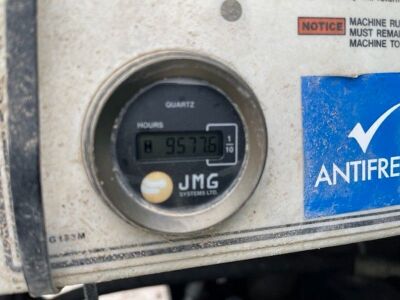 NOTICE
MACHINE RU
MUST REMA
MACHINE TO
QUARTZ
HOURS
9577.6
1
10
JMG
SYSTEMS LTD.
ANTIFRE